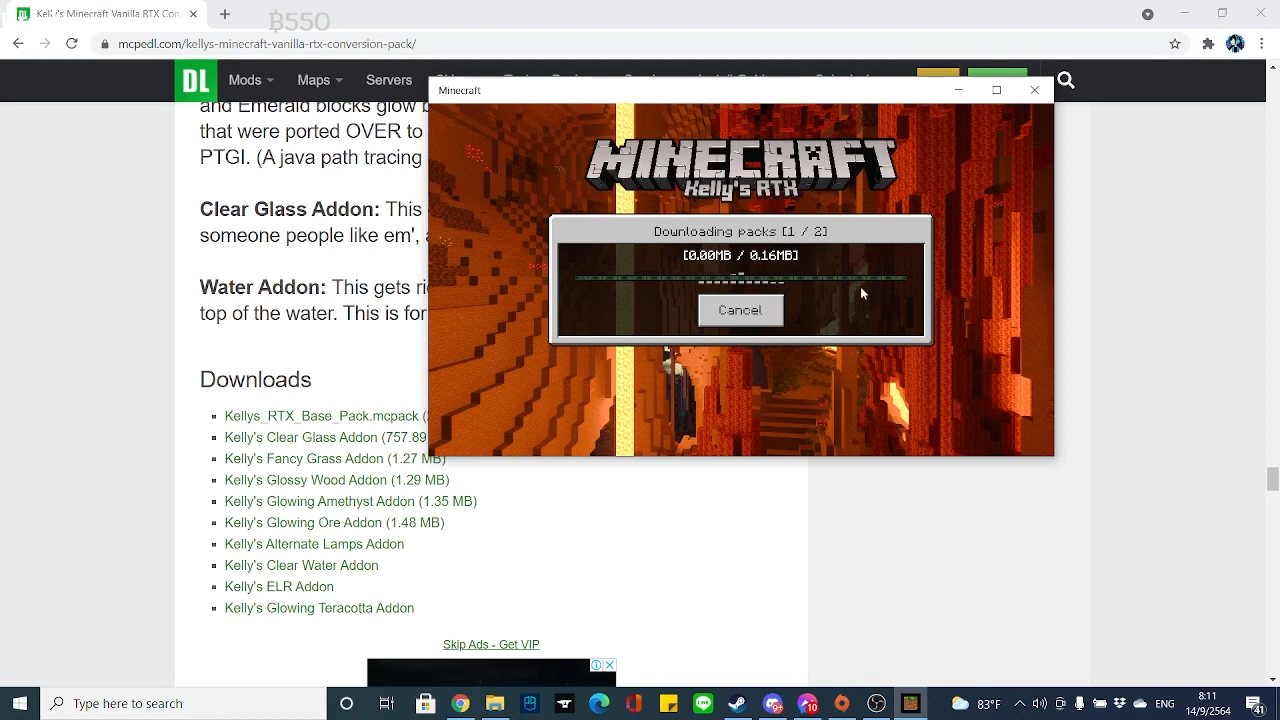 Kell
's Minecraft Vanilla RTX Con
฿550
mcpedl.com/kellys-minecraft-vanilla-rtx-conversion-pack/
DL
Mods
Maps
Servers
Minecraft
and Emerald blocks glow b
that were ported OVER to
PTGI. (A java path tracing
MINECRAFT
Kelly's RTX
Downloading packs [1 / 2]
[0.00MB / 0.16MB]
Cancel
Clear Glass Addon: This
someone people like em', a
Water Addon: This gets ri
top of the water. This is for
Downloads
Kellys_RTX_Base_Pack.mcpack (
Kelly's Clear Glass Addon (757.89
Kelly's Fancy Grass Addon (1.27 MB)
Kelly's Glossy Wood Addon (1.29 MB)
Kelly's Glowing Amethyst Addon (1.35 MB)
Kelly's Glowing Ore Addon (1.48 MB)
Kelly's Alternate Lamps Addon
Kelly's Clear Water Addon
Kelly's ELR Addon
Kelly's Glowing Teracotta Addon
Skip Ads - Get VIP
Type here to search
LINE
9+
10
83°F
ENG
8:11
14/9/2564
41